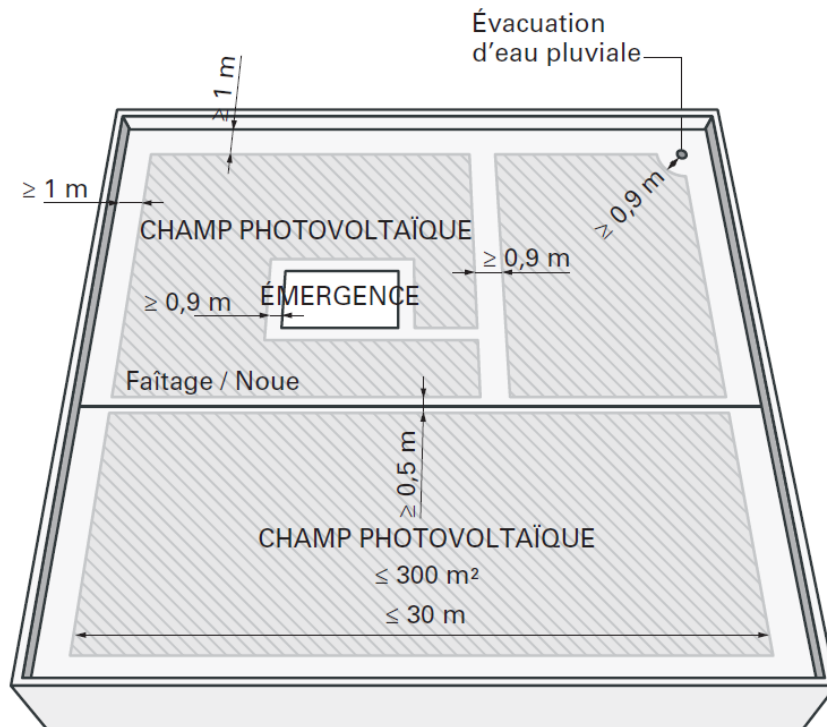 Évacuation
d'eau pluviale
≥ 1 m
≥ 1 m
≥ 0,9 m
CHAMP PHOTOVOLTAÏQUE
≥ 0,9 m
ÉMERGENCE
≥ 0,9 m
Faîtage / Noue
≥ 0,5 m
CHAMP PHOTOVOLTAÏQUE
≤ 300 m²
≤ 30 m